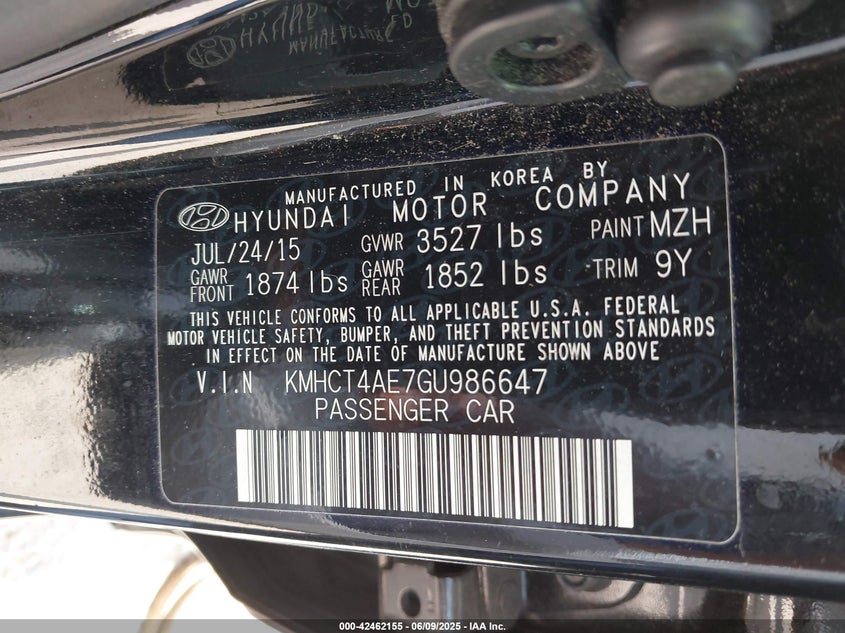 MANUFACTURED IN KOREA BY
HYUNDAI MOTOR COMPANY
JUL/24/15 GVWR 3527 lbs PAINT MZH
GAWR FRONT 1874 lbs GAWR REAR 1852 lbs TRIM 9Y
THIS VEHICLE CONFORMS TO ALL APPLICABLE U.S.A. FEDERAL
MOTOR VEHICLE SAFETY, BUMPER, AND THEFT PREVENTION STANDARDS
IN EFFECT ON THE DATE OF MANUFACTURE SHOWN ABOVE
V.I.N KMHCT4AE7GU986647
PASSENGER CAR
000-42462155 - 06/09/2025 - IAA Inc.